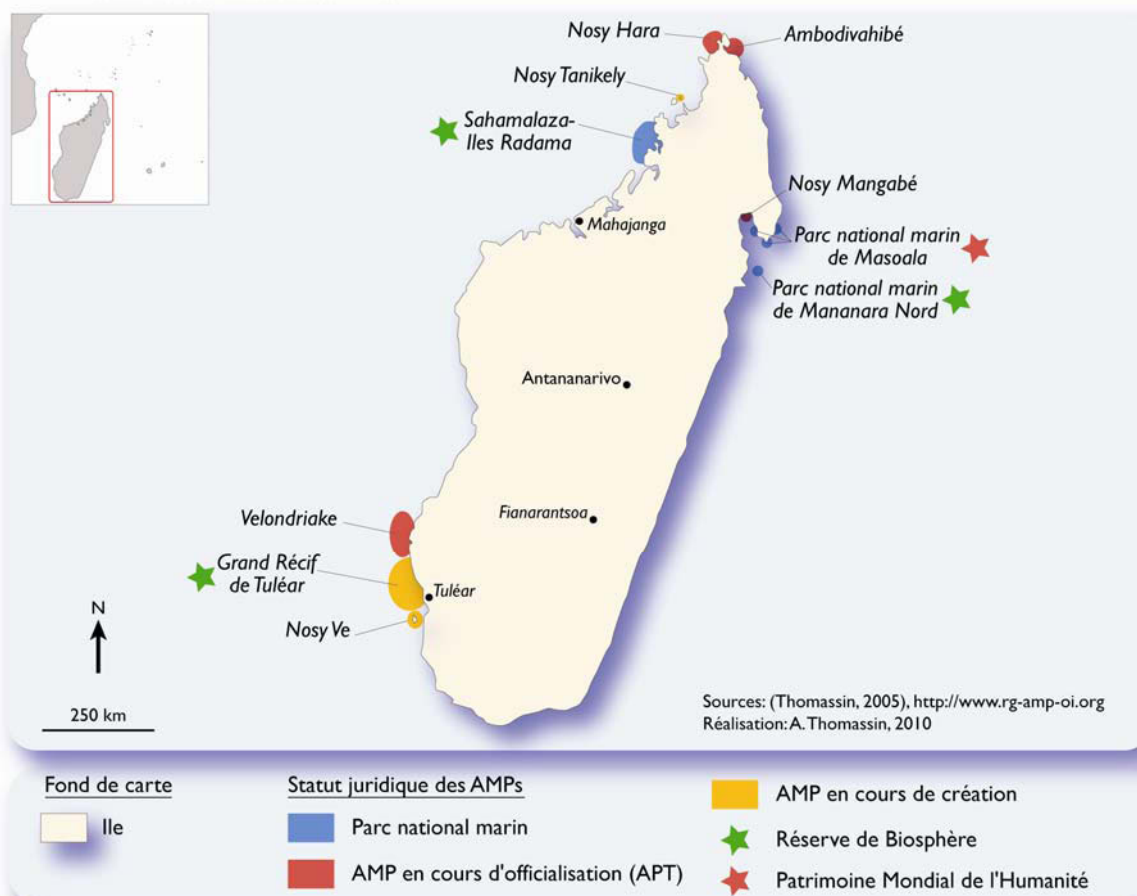 Nosy Hara
Ambodivahibé
Nosy Tanikely
Sahamalaza-
Iles Radama
Nosy Mangabé
Mahajanga
Parc national marin
de Masoala
Parc national marin
de Mananara Nord
Antananarivo
Velondriake
Fianarantsoa
Grand Récif
de Tuléar
Tuléar
Nosy Ve
N
250 km
Sources: (Thomassin, 2005), http://www.rg-amp-oi.org
Réalisation: A. Thomassin, 2010
Fond de carte
Ile
Statut juridique des AMPs
Parc national marin
AMP en cours d'officialisation (APT)
AMP en cours de création
Réserve de Biosphère
Patrimoine Mondial de l'Humanité